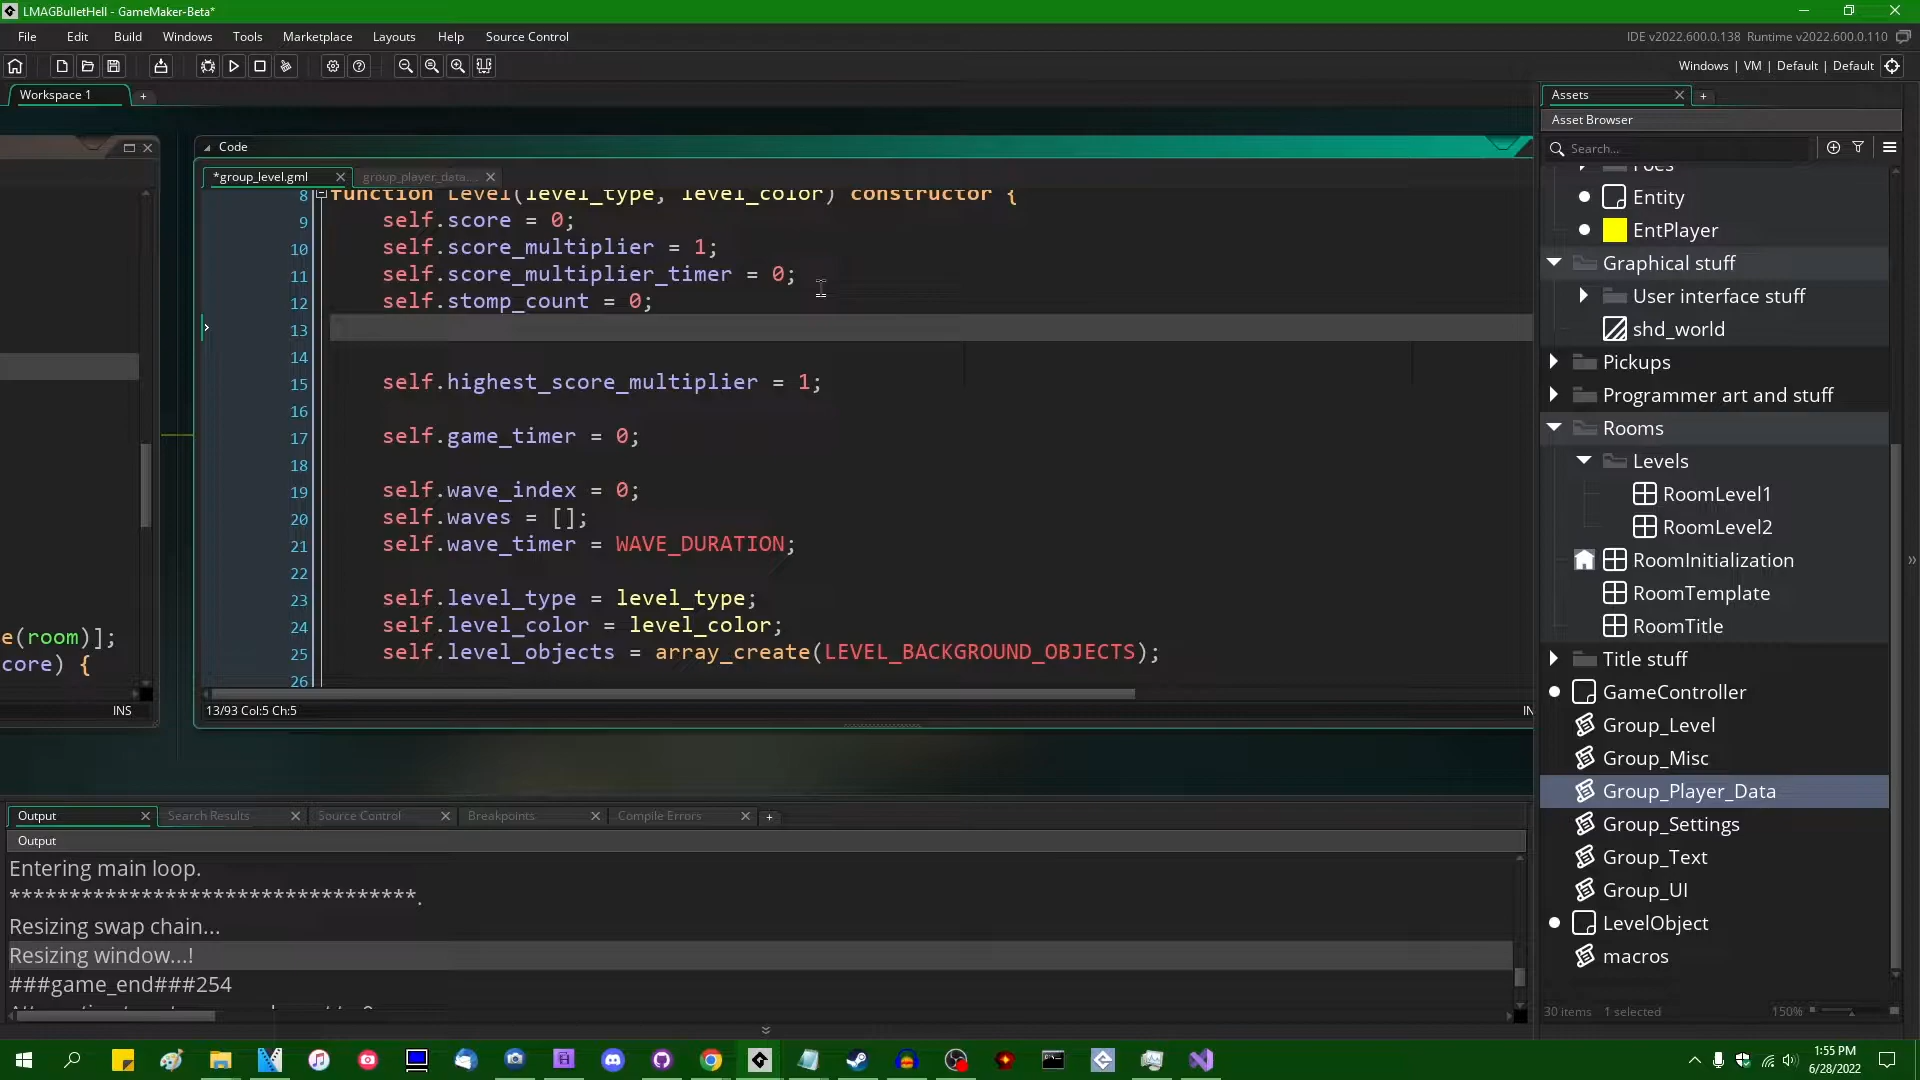 LMAGBulletHell - GameMaker-Beta*
File Edit Build Windows Tools Marketplace Layouts Help Source Control
IDE v2022.600.0.138 Runtime v2022.600.0.110
Windows | VM | Default | Default
Workspace 1
Code
*group_level.gml
group_player_data....
8 function Level(level_type, level_color) constructor {
9 self.score = 0;
10 self.score_multiplier = 1;
11 self.score_multiplier_timer = 0;
12 self.stomp_count = 0;
13
14
15 self.highest_score_multiplier = 1;
16
17 self.game_timer = 0;
18
19 self.wave_index = 0;
20 self.waves = [];
21 self.wave_timer = WAVE_DURATION;
22
23 self.level_type = level_type;
24 self.level_color = level_color;
25 self.level_objects = array_create(LEVEL_BACKGROUND_OBJECTS);
26
e(room)];
core) {
INS
13/93 Col:5 Ch:5
IN
Output
Search Results
Source Control
Breakpoints
Compile Errors
Output
Entering main loop.
*********************************.
Resizing swap chain...
Resizing window...!
###game_end###254
Assets
Asset Browser
Search...
Foes
Entity
EntPlayer
Graphical stuff
User interface stuff
shd_world
Pickups
Programmer art and stuff
Rooms
Levels
RoomLevel1
RoomLevel2
RoomInitialization
RoomTemplate
RoomTitle
Title stuff
GameController
Group_Level
Group_Misc
Group_Player_Data
Group_Settings
Group_Text
Group_UI
LevelObject
macros
30 items 1 selected
150%
1:55 PM
6/28/2022